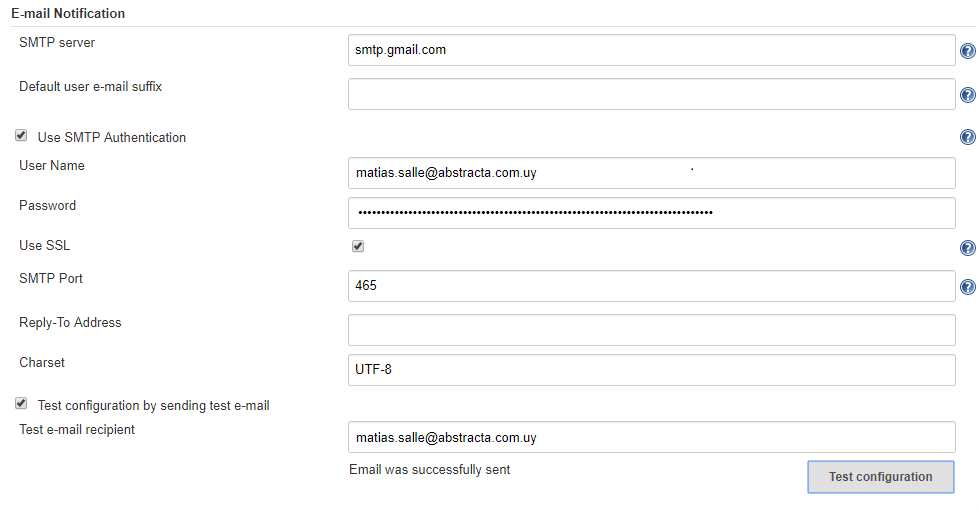 E-mail Notification
SMTP server smtp.gmail.com
Default user e-mail suffix
Use SMTP Authentication
User Name matias.salle@abstracta.com.uy
Password ••••••••••••••••••••••••••••••••••••••••••••••••••••••••••••••••••••••••••••••
Use SSL
SMTP Port 465
Reply-To Address
Charset UTF-8
Test configuration by sending test e-mail
Test e-mail recipient matias.salle@abstracta.com.uy
Email was successfully sent Test configuration